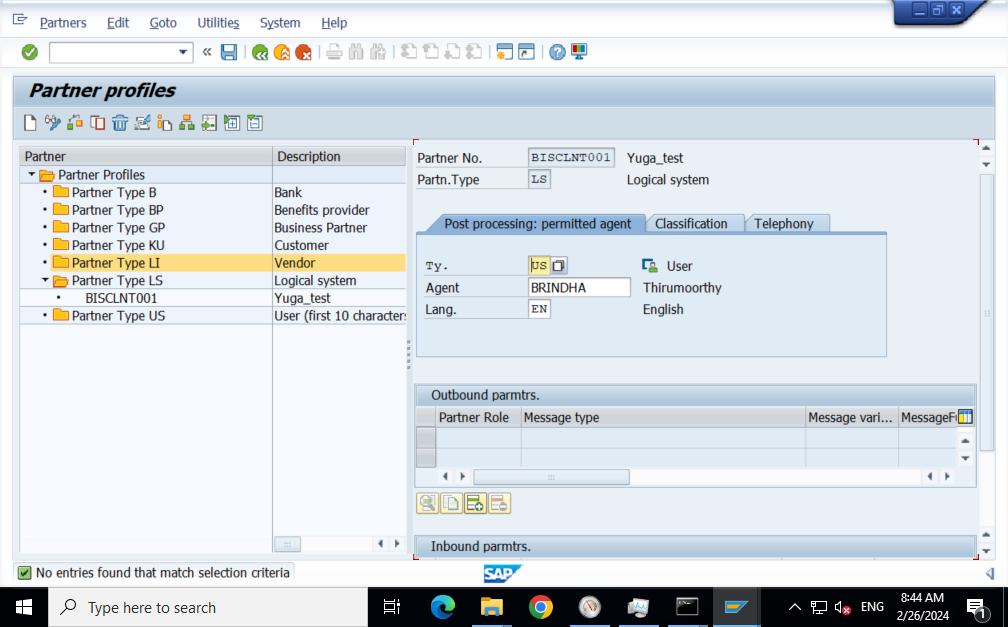 Partners Edit Goto Utilities System Help
Partner profiles
Partner Description
Partner Profiles
Partner Type B Bank
Partner Type BP Benefits provider
Partner Type GP Business Partner
Partner Type KU Customer
Partner Type LI Vendor
Partner Type LS Logical system
BISCLNT001 Yuga_test
Partner Type US User (first 10 characters
Partner No. BISCLNT001 Yuga_test
Partn.Type LS Logical system
Post processing: permitted agent Classification Telephony
Ty. US User
Agent BRINDHA Thirumoorthy
Lang. EN English
Outbound parmtrs.
Partner Role Message type Message vari... MessageF
Inbound parmtrs.
No entries found that match selection criteria
SAP
Type here to search
ENG
8:44 AM
2/26/2024
1